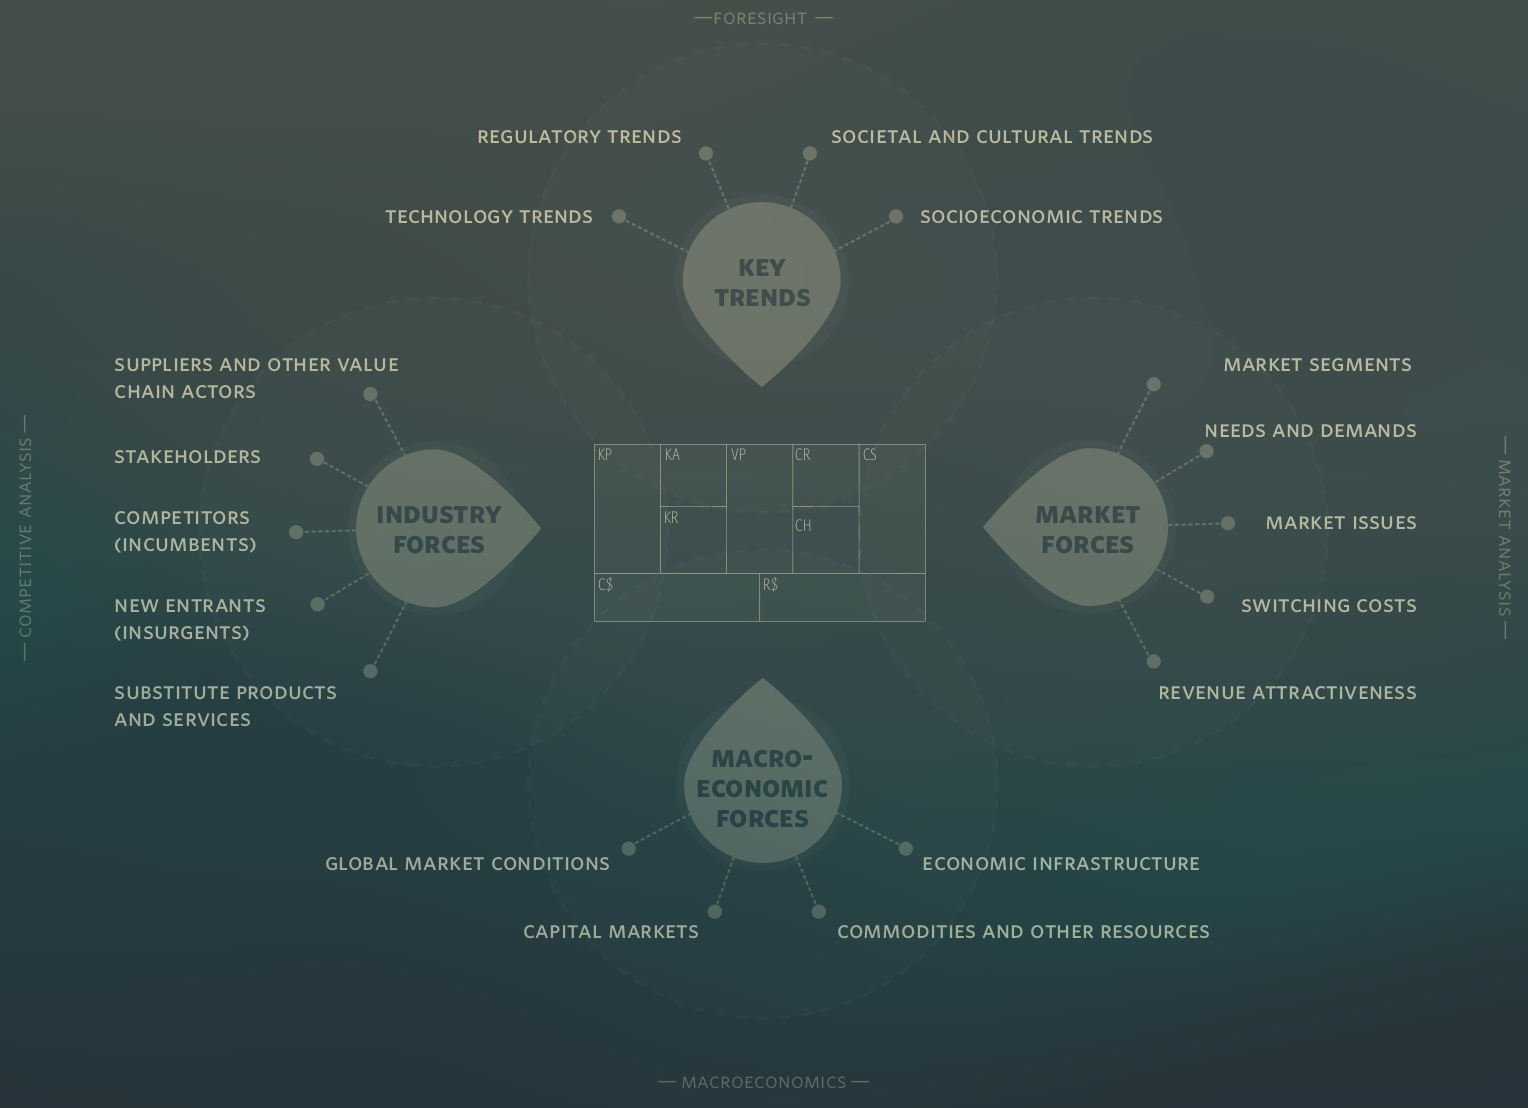 — FORESIGHT —
REGULATORY TRENDS
SOCIETAL AND CULTURAL TRENDS
TECHNOLOGY TRENDS
SOCIOECONOMIC TRENDS
KEY
TRENDS
— COMPETITIVE ANALYSIS —
SUPPLIERS AND OTHER VALUE
CHAIN ACTORS
STAKEHOLDERS
COMPETITORS
(INCUMBENTS)
NEW ENTRANTS
(INSURGENTS)
SUBSTITUTE PRODUCTS
AND SERVICES
INDUSTRY
FORCES
KP
KA
VP
CR
CS
KR
CH
C$
R$
MARKET
FORCES
MARKET SEGMENTS
NEEDS AND DEMANDS
MARKET ISSUES
SWITCHING COSTS
REVENUE ATTRACTIVENESS
— MARKET ANALYSIS —
MACRO-
ECONOMIC
FORCES
GLOBAL MARKET CONDITIONS
ECONOMIC INFRASTRUCTURE
CAPITAL MARKETS
COMMODITIES AND OTHER RESOURCES
— MACROECONOMICS —